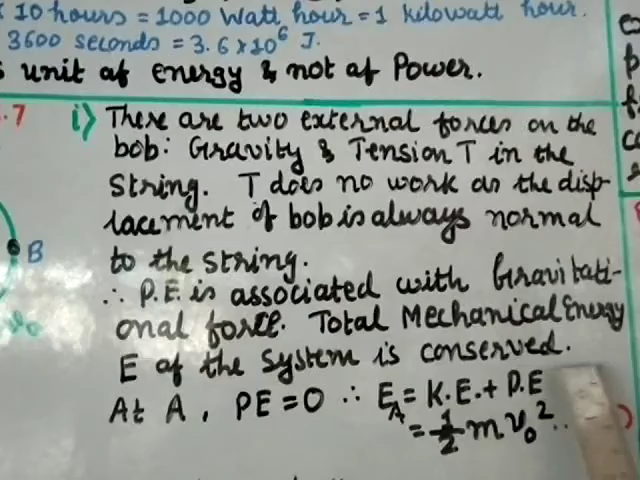 10 hours = 1000 Watt hour = 1 kilowatt hour.
3600 seconds = 3.6 x 10⁶ J.
unit of energy & not of Power.
.7
i) There are two external forces on the
bob: Gravity & Tension T in the
String. T does no work as the disp-
lacement of bob is always normal
B
to the string.
∴ P.E. is associated with Gravitati-
onal force. Total Mechanical Energy
E of the system is conserved.
At A, PE = 0 ∴ E_A = K.E. + P.E
= 1/2 m v₀² ..